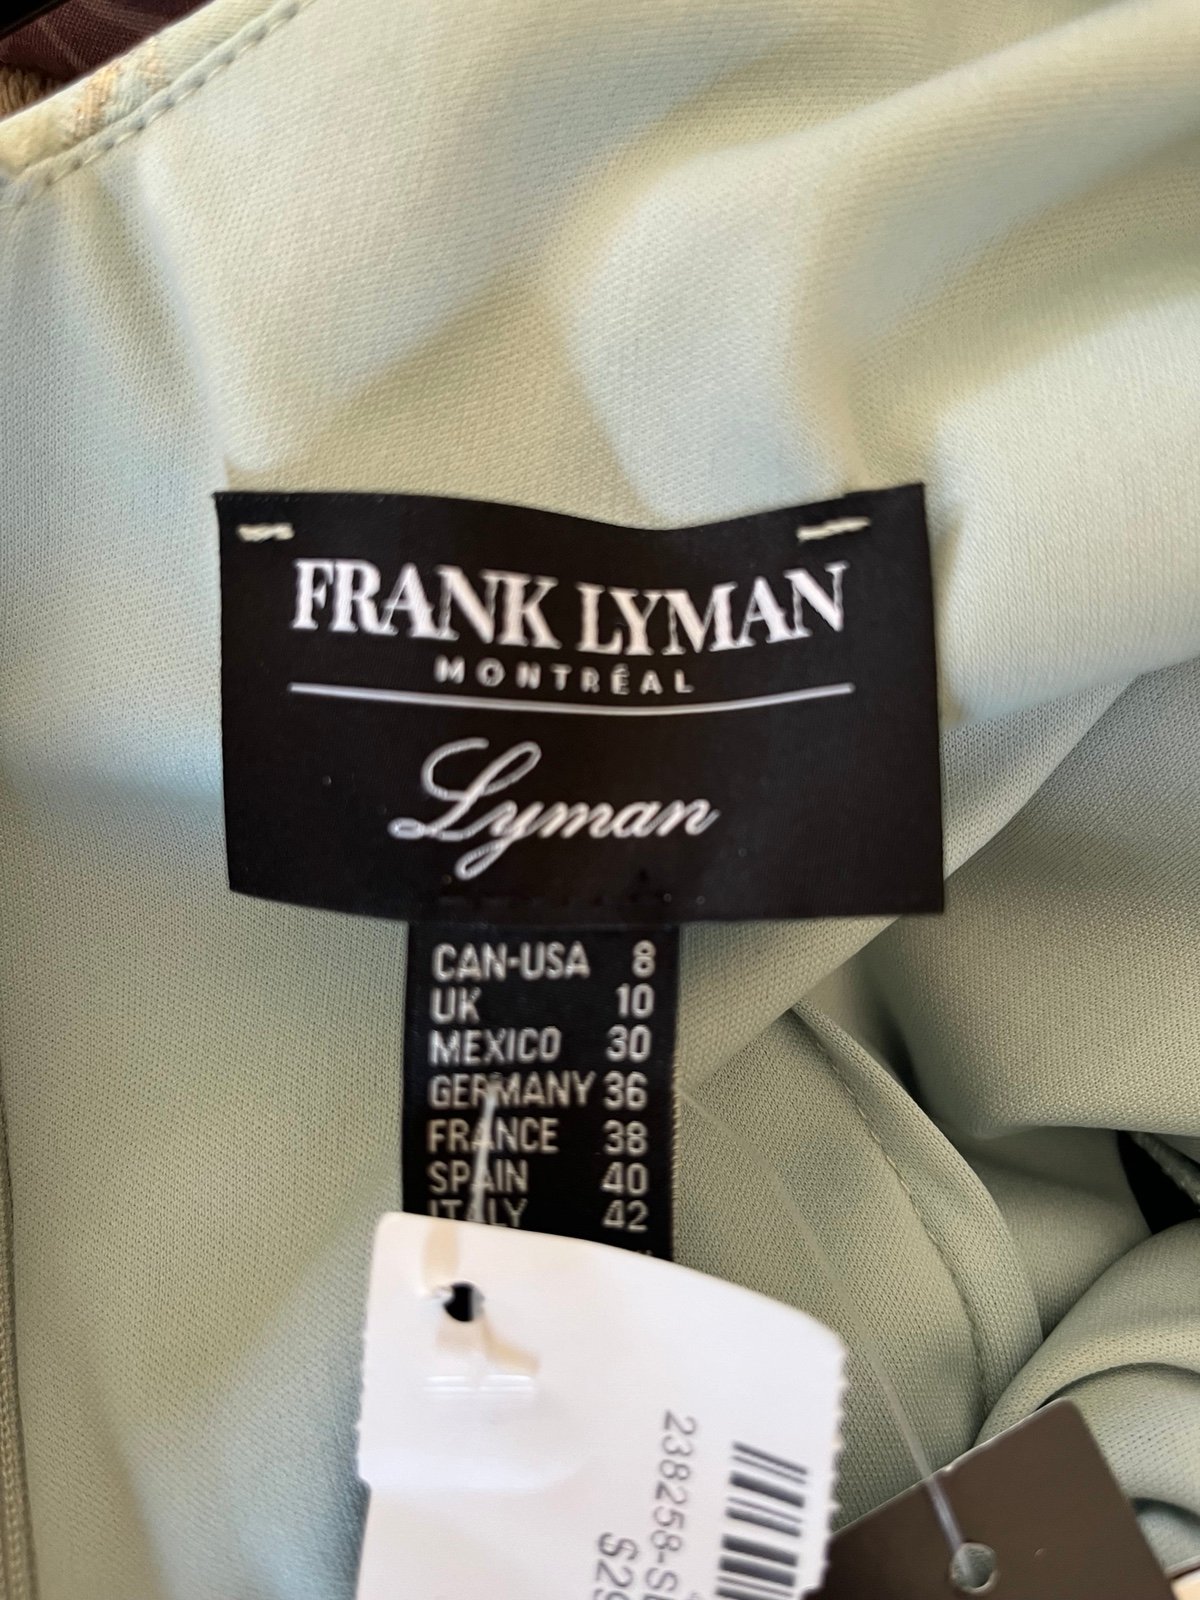 FRANK LYMAN
MONTRÉAL
Lyman
CAN-USA 8
UK 10
MEXICO 30
GERMANY 36
FRANCE 38
SPAIN 40
ITALY 42
238258-S
$29